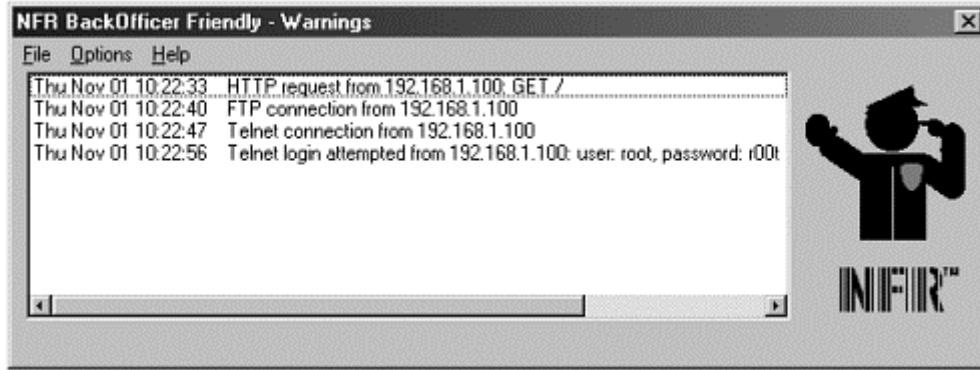 NFR BackOfficer Friendly - Warnings
File Options Help
Thu Nov 01 10:22:33 HTTP request from 192.168.1.100: GET /
Thu Nov 01 10:22:40 FTP connection from 192.168.1.100
Thu Nov 01 10:22:47 Telnet connection from 192.168.1.100
Thu Nov 01 10:22:56 Telnet login attempted from 192.168.1.100: user: root, password: r00t
NFR™